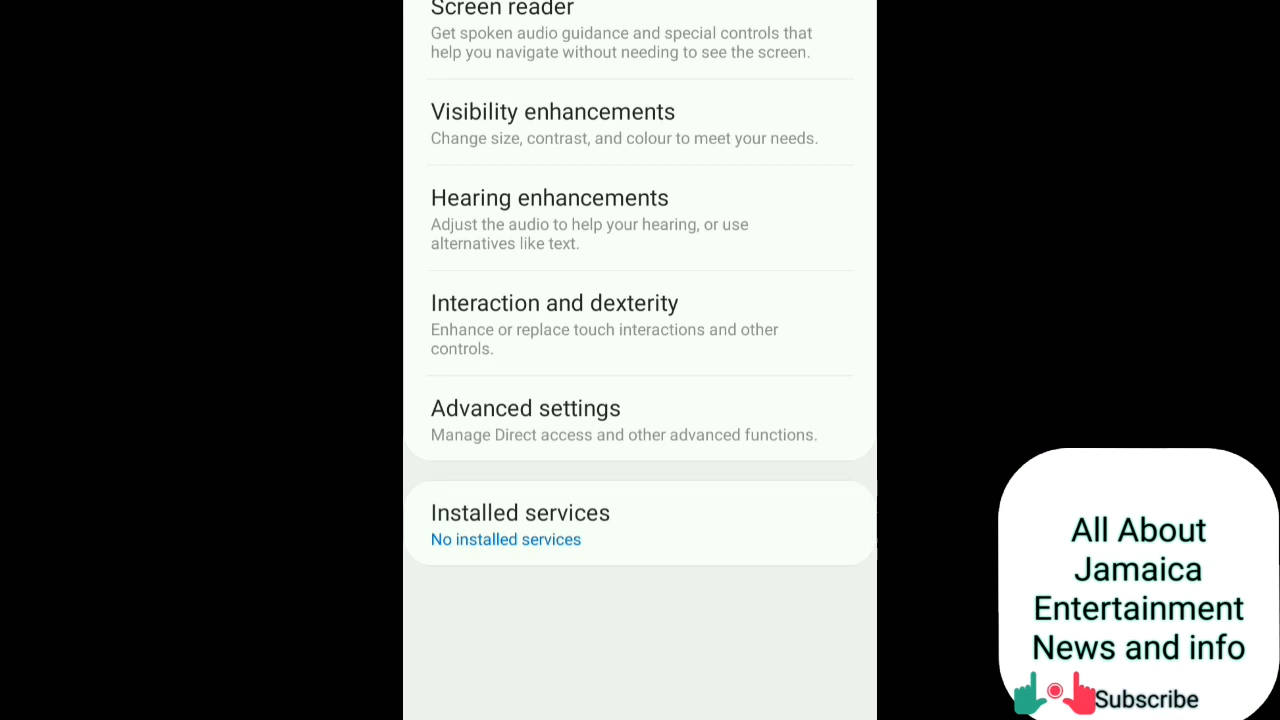 Screen reader
Get spoken audio guidance and special controls that
help you navigate without needing to see the screen.
Visibility enhancements
Change size, contrast, and colour to meet your needs.
Hearing enhancements
Adjust the audio to help your hearing, or use
alternatives like text.
Interaction and dexterity
Enhance or replace touch interactions and other
controls.
Advanced settings
Manage Direct access and other advanced functions.
Installed services
No installed services
All About
Jamaica
Entertainment
News and info
Subscribe